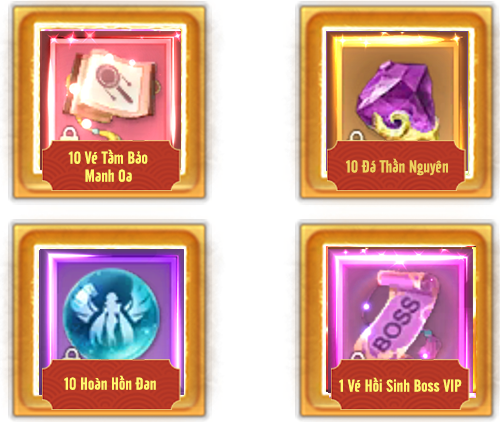 10 Vé Tầm Bảo
Manh Oa
10 Đá Thần Nguyên
10 Hoàn Hồn Đan
BOSS
1 Vé Hồi Sinh Boss VIP